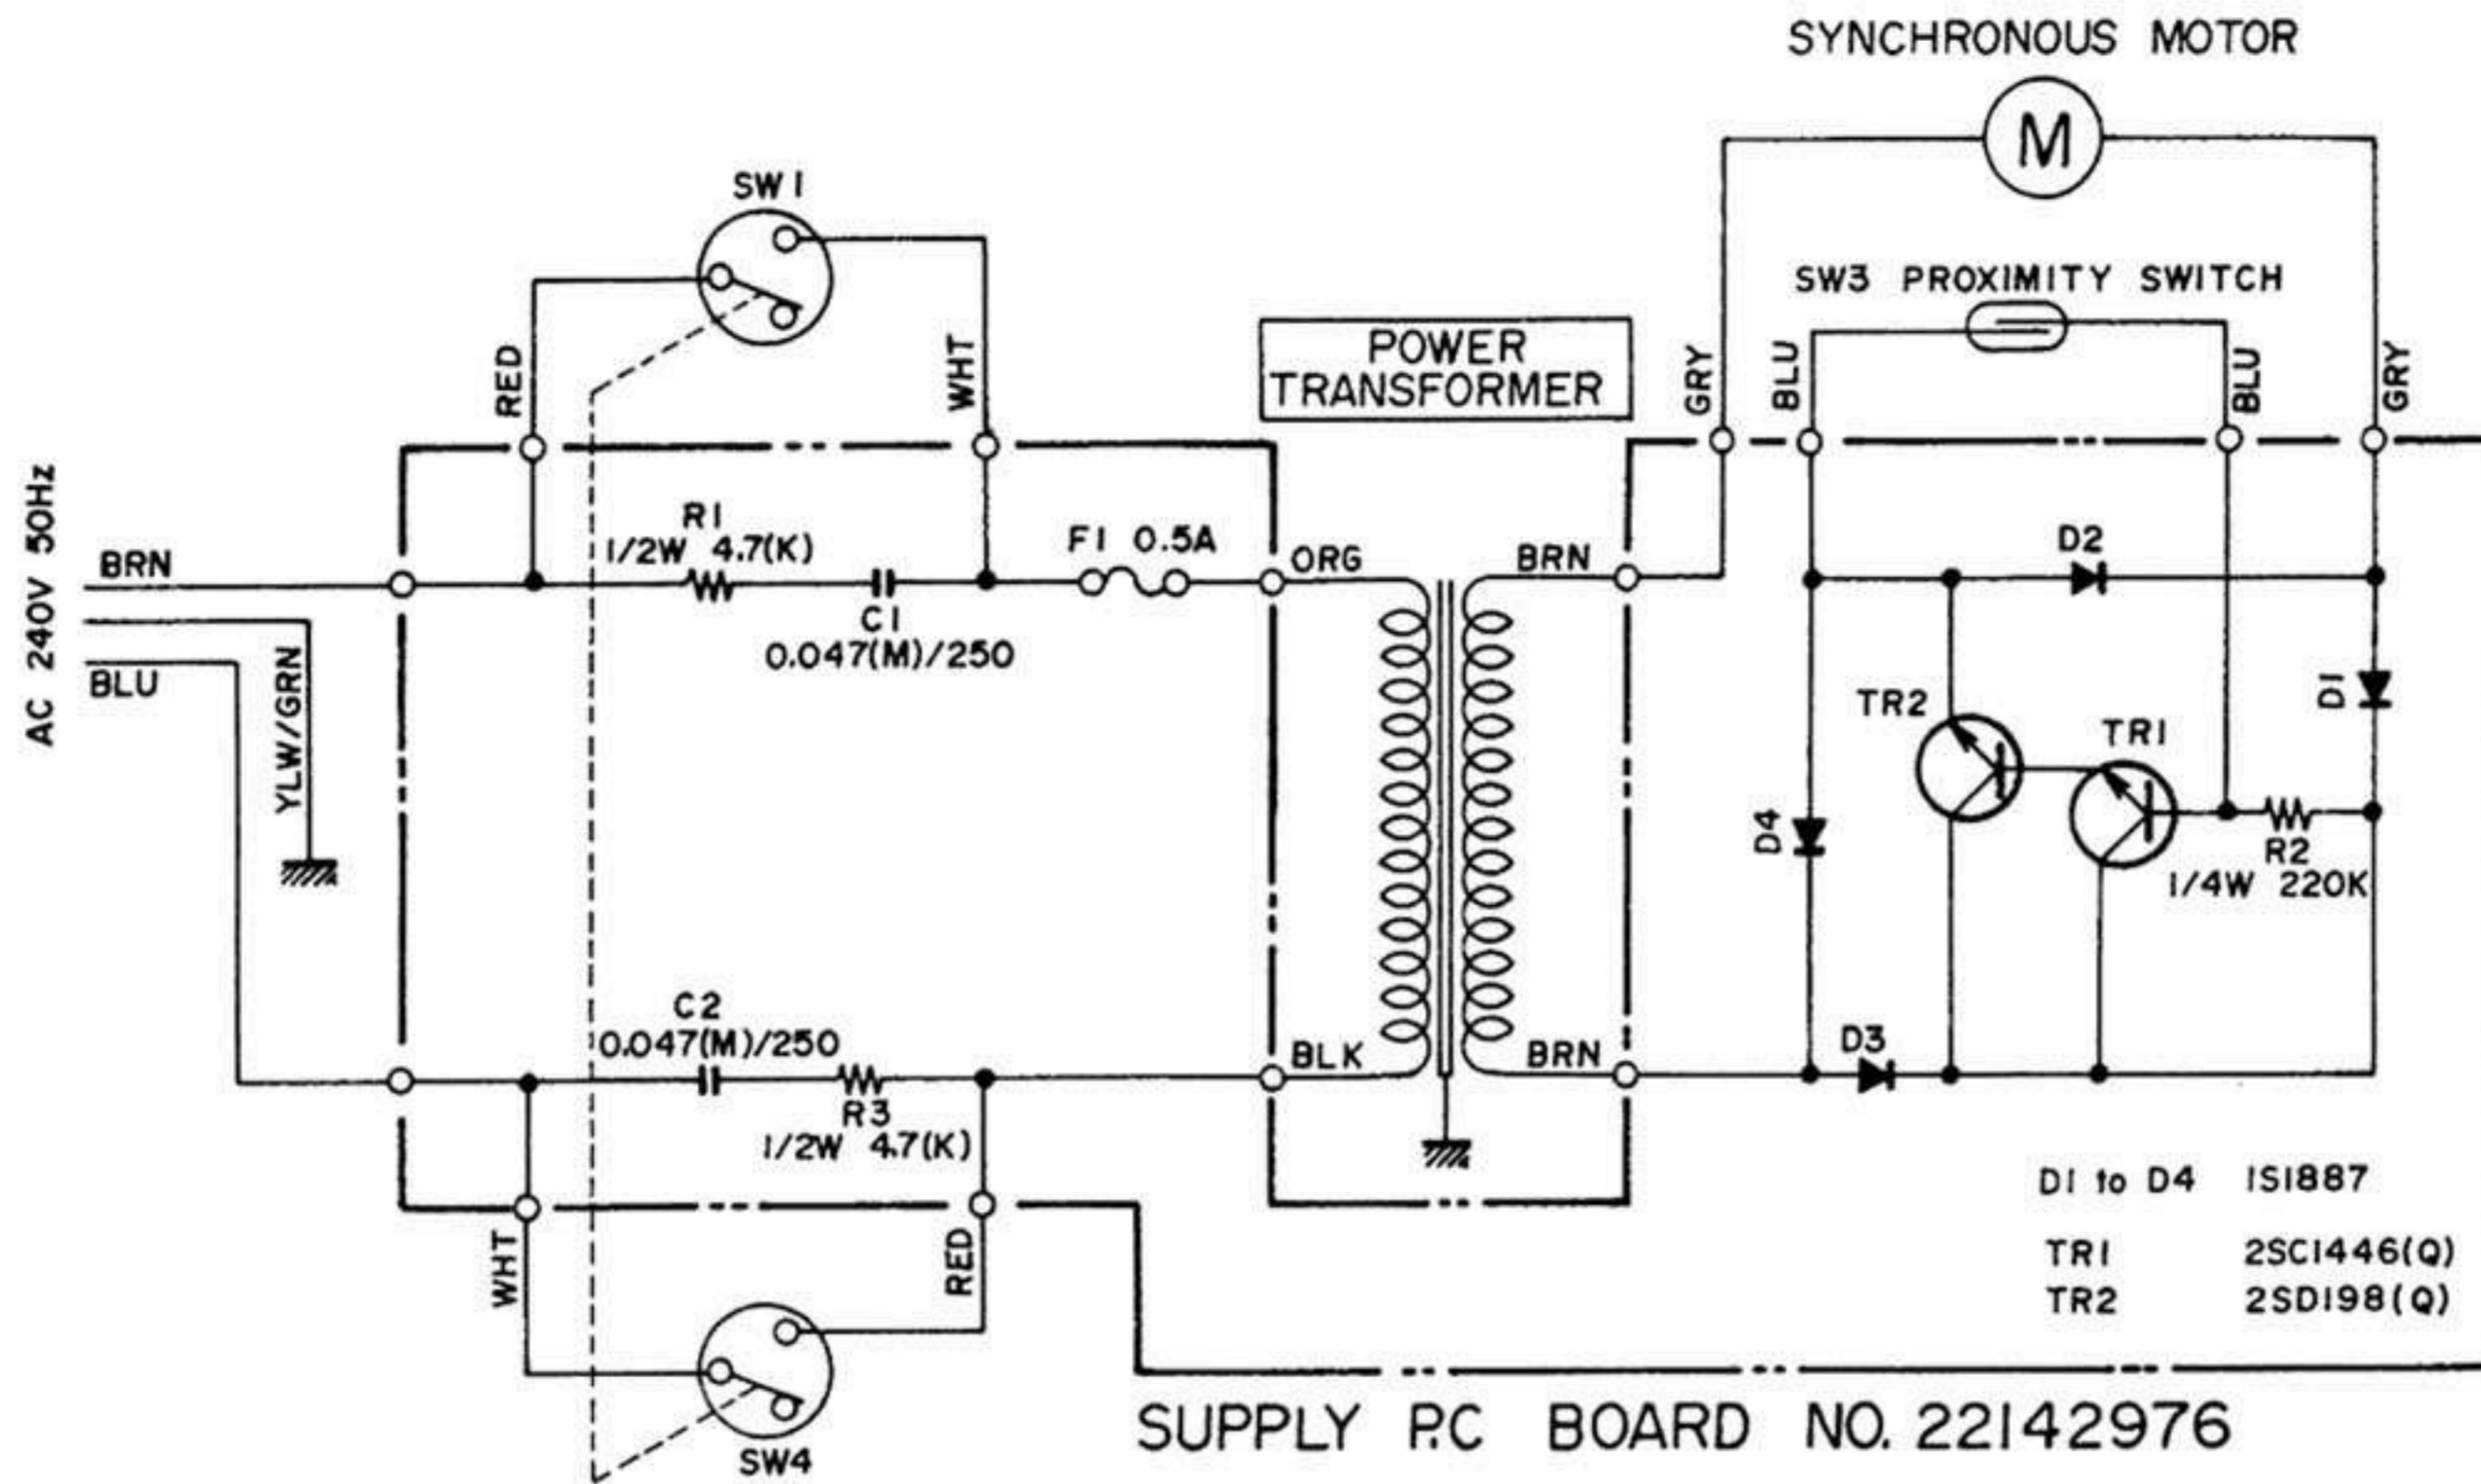 SYNCHRONOUS MOTOR
M
SW1
SW3 PROXIMITY SWITCH
POWER
TRANSFORMER
RED
WHT
GRY
BLU
BLU
GRY
AC 240V 50Hz
BRN
R1
1/2W 4.7(K)
F1 0.5A
ORG
BRN
D2
C1
0.047(M)/250
BLU
YLW/GRN
TR2
TR1
D1
D4
R2
1/4W 220K
C2
0.047(M)/250
BLK
BRN
D3
R3
1/2W 4.7(K)
D1 to D4 1S1887
WHT
RED
TR1 2SC1446(Q)
TR2 2SD198(Q)
SUPPLY P.C BOARD NO. 22142976
SW4